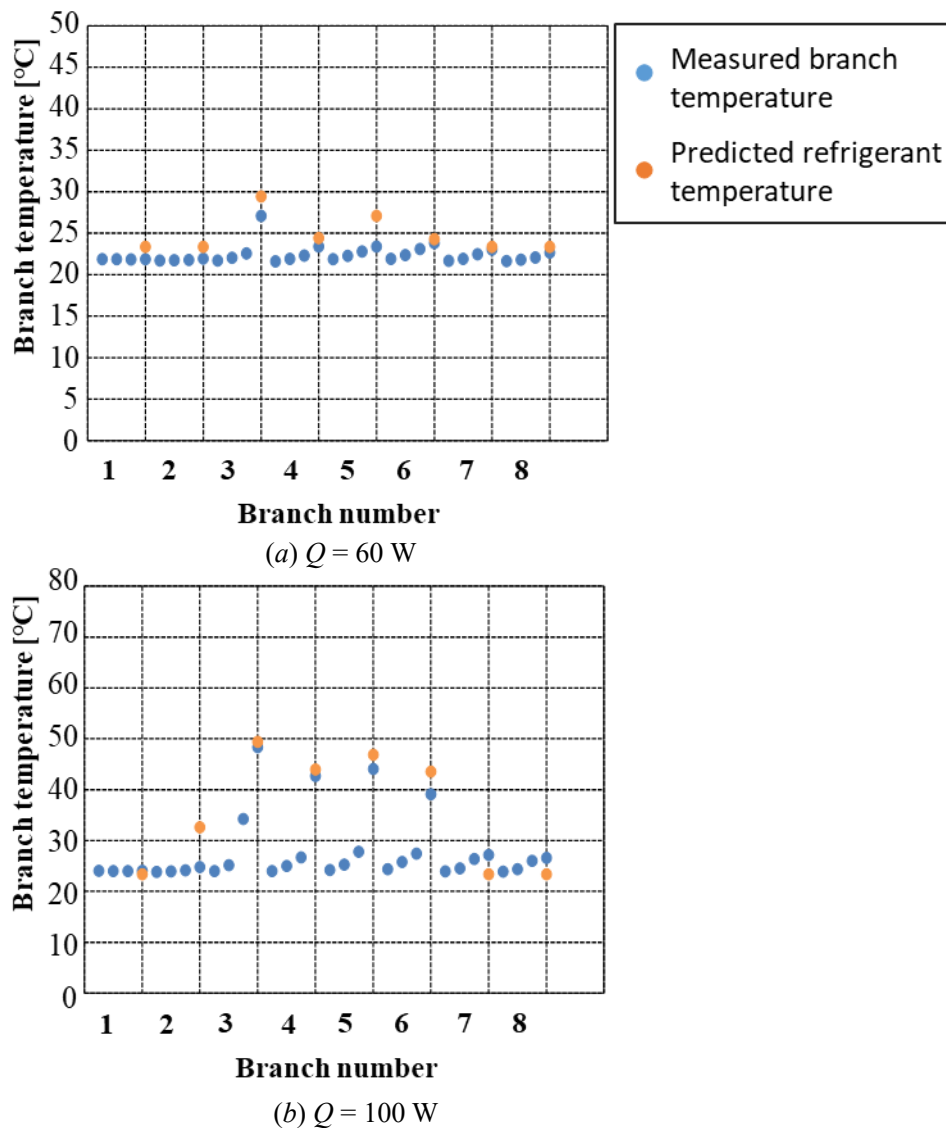 Branch temperature [°C]
50
45
40
35
30
25
20
15
10
5
0
1 2 3 4 5 6 7 8
Branch number
Measured branch
temperature
Predicted refrigerant
temperature
(a) Q = 60 W
Branch temperature [°C]
80
70
60
50
40
30
20
10
0
1 2 3 4 5 6 7 8
Branch number
(b) Q = 100 W